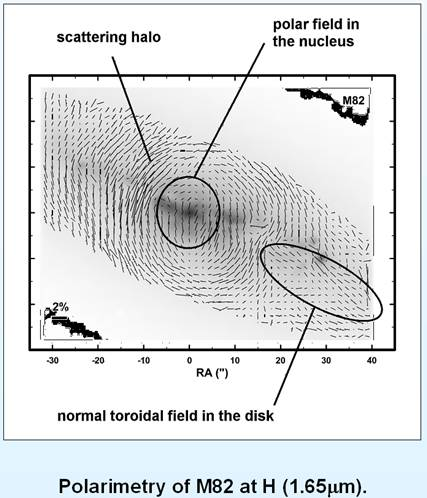 polar field in
the nucleus
scattering halo
M82
2%
-30 -20 -10 0 10 20 30 40
RA (")
normal toroidal field in the disk
Polarimetry of M82 at H (1.65μm).